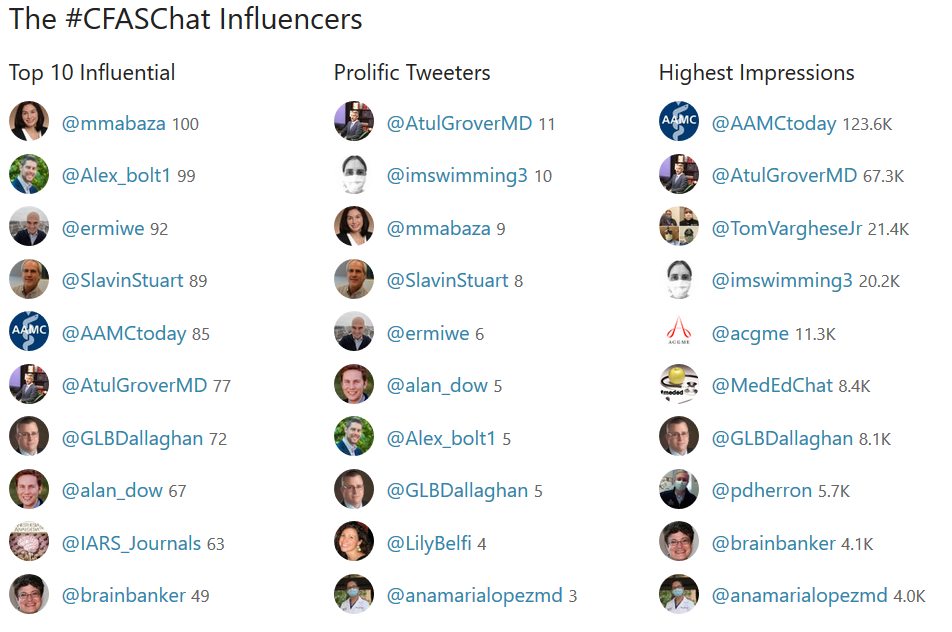 The #CFASChat Influencers
Top 10 Influential
@mmabaza 100
@Alex_bolt1 99
@ermiwe 92
@SlavinStuart 89
AAMC
@AAMCtoday 85
@AtulGroverMD 77
@GLBDallaghan 72
@alan_dow 67
@IARS_Journals 63
@brainbanker 49
Prolific Tweeters
@AtulGroverMD 11
@imswimming3 10
@mmabaza 9
@SlavinStuart 8
@ermiwe 6
@alan_dow 5
@Alex_bolt1 5
@GLBDallaghan 5
@LilyBelfi 4
@anamarialopezmd 3
Highest Impressions
AAMC
@AAMCtoday 123.6K
@AtulGroverMD 67.3K
@TomVargheseJr 21.4K
@imswimming3 20.2K
ACGME
@acgme 11.3K
meded
@MedEdChat 8.4K
@GLBDallaghan 8.1K
@pdherron 5.7K
@brainbanker 4.1K
@anamarialopezmd 4.0K